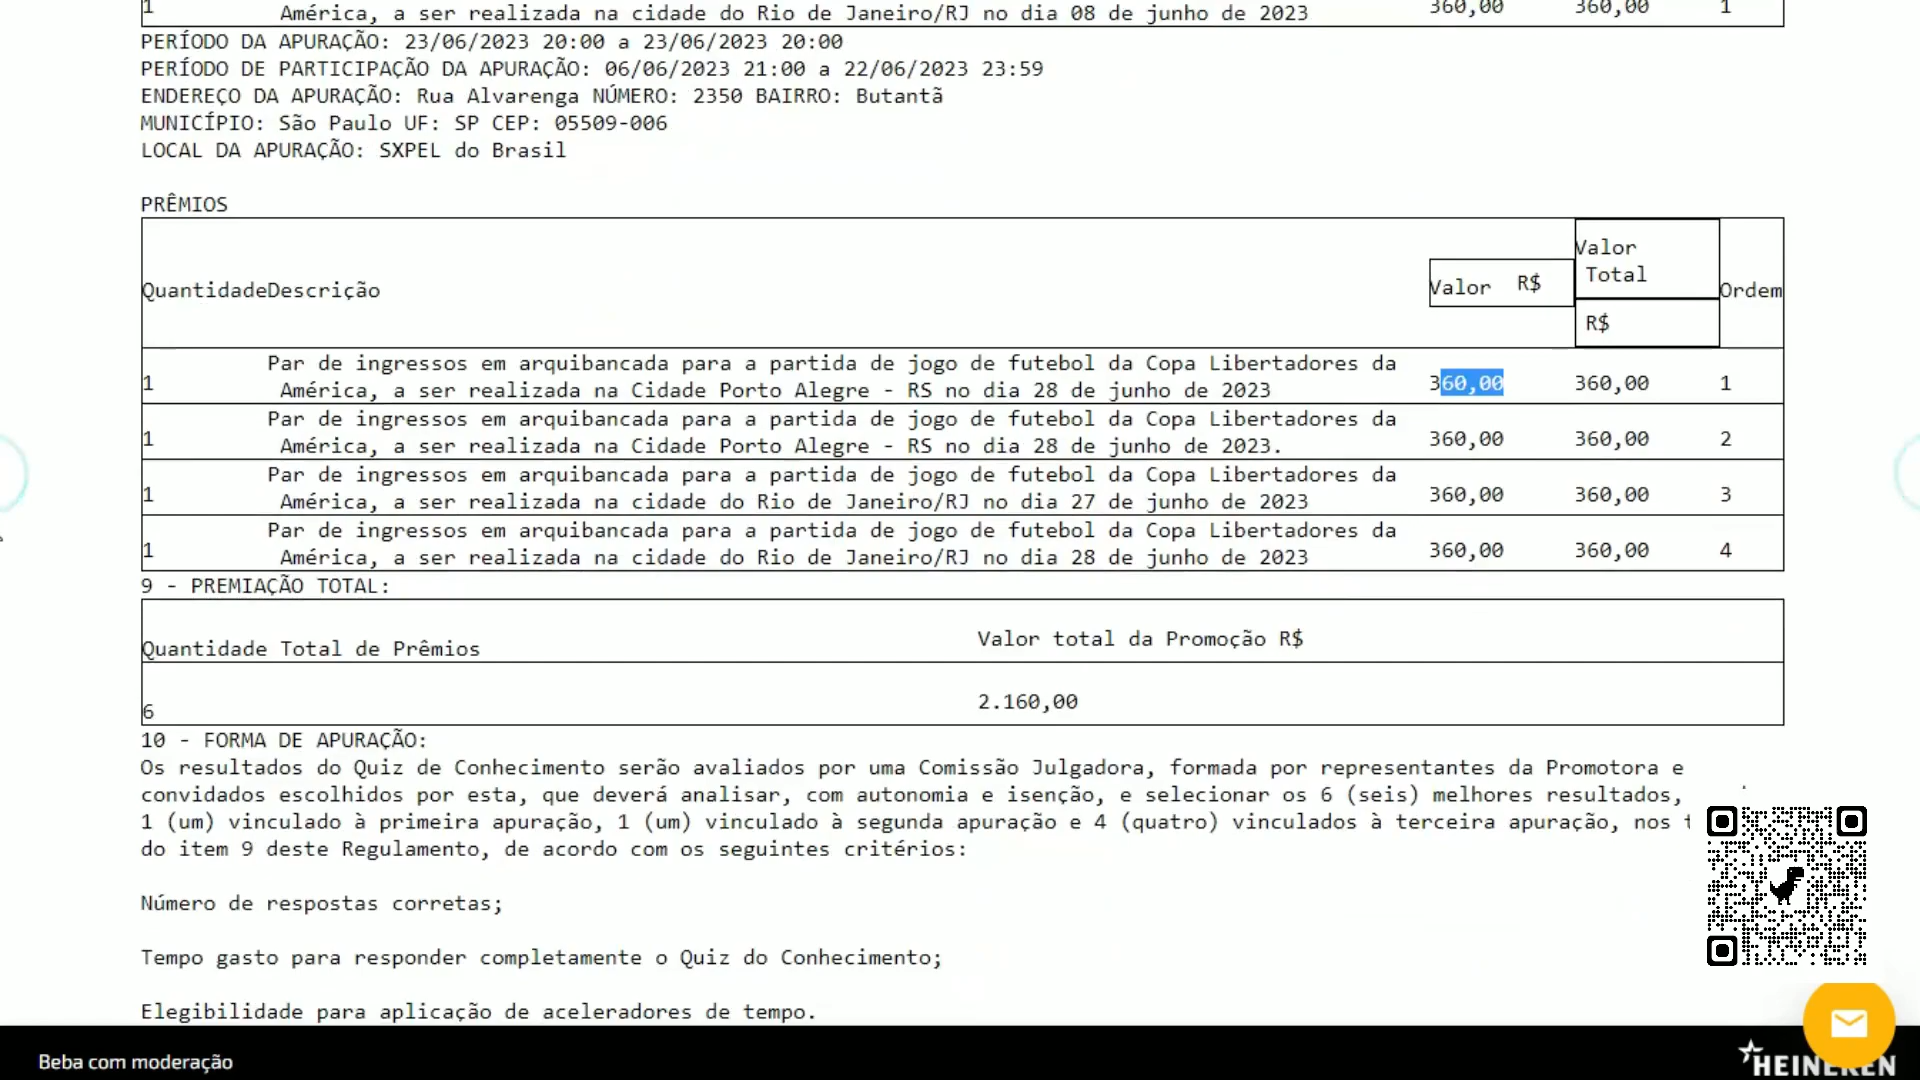 1 América, a ser realizada na cidade do Rio de Janeiro/RJ no dia 08 de junho de 2023 360,00 360,00 1
PERÍODO DA APURAÇÃO: 23/06/2023 20:00 a 23/06/2023 20:00
PERÍODO DE PARTICIPAÇÃO DA APURAÇÃO: 06/06/2023 21:00 a 22/06/2023 23:59
ENDEREÇO DA APURAÇÃO: Rua Alvarenga NÚMERO: 2350 BAIRRO: Butantã
MUNICÍPIO: São Paulo UF: SP CEP: 05509-006
LOCAL DA APURAÇÃO: SXPEL do Brasil
PRÊMIOS
QuantidadeDescrição Valor R$ Valor Total R$ Ordem
Par de ingressos em arquibancada para a partida de jogo de futebol da Copa Libertadores da
1 América, a ser realizada na Cidade Porto Alegre - RS no dia 28 de junho de 2023 360,00 360,00 1
Par de ingressos em arquibancada para a partida de jogo de futebol da Copa Libertadores da
1 América, a ser realizada na Cidade Porto Alegre - RS no dia 28 de junho de 2023. 360,00 360,00 2
Par de ingressos em arquibancada para a partida de jogo de futebol da Copa Libertadores da
1 América, a ser realizada na cidade do Rio de Janeiro/RJ no dia 27 de junho de 2023 360,00 360,00 3
Par de ingressos em arquibancada para a partida de jogo de futebol da Copa Libertadores da
1 América, a ser realizada na cidade do Rio de Janeiro/RJ no dia 28 de junho de 2023 360,00 360,00 4
9 - PREMIAÇÃO TOTAL:
Quantidade Total de Prêmios Valor total da Promoção R$
6 2.160,00
10 - FORMA DE APURAÇÃO:
Os resultados do Quiz de Conhecimento serão avaliados por uma Comissão Julgadora, formada por representantes da Promotora e
convidados escolhidos por esta, que deverá analisar, com autonomia e isenção, e selecionar os 6 (seis) melhores resultados,
1 (um) vinculado à primeira apuração, 1 (um) vinculado à segunda apuração e 4 (quatro) vinculados à terceira apuração, nos
do item 9 deste Regulamento, de acordo com os seguintes critérios:
Número de respostas corretas;
Tempo gasto para responder completamente o Quiz do Conhecimento;
Elegibilidade para aplicação de aceleradores de tempo.
Beba com moderação
HEINEKEN